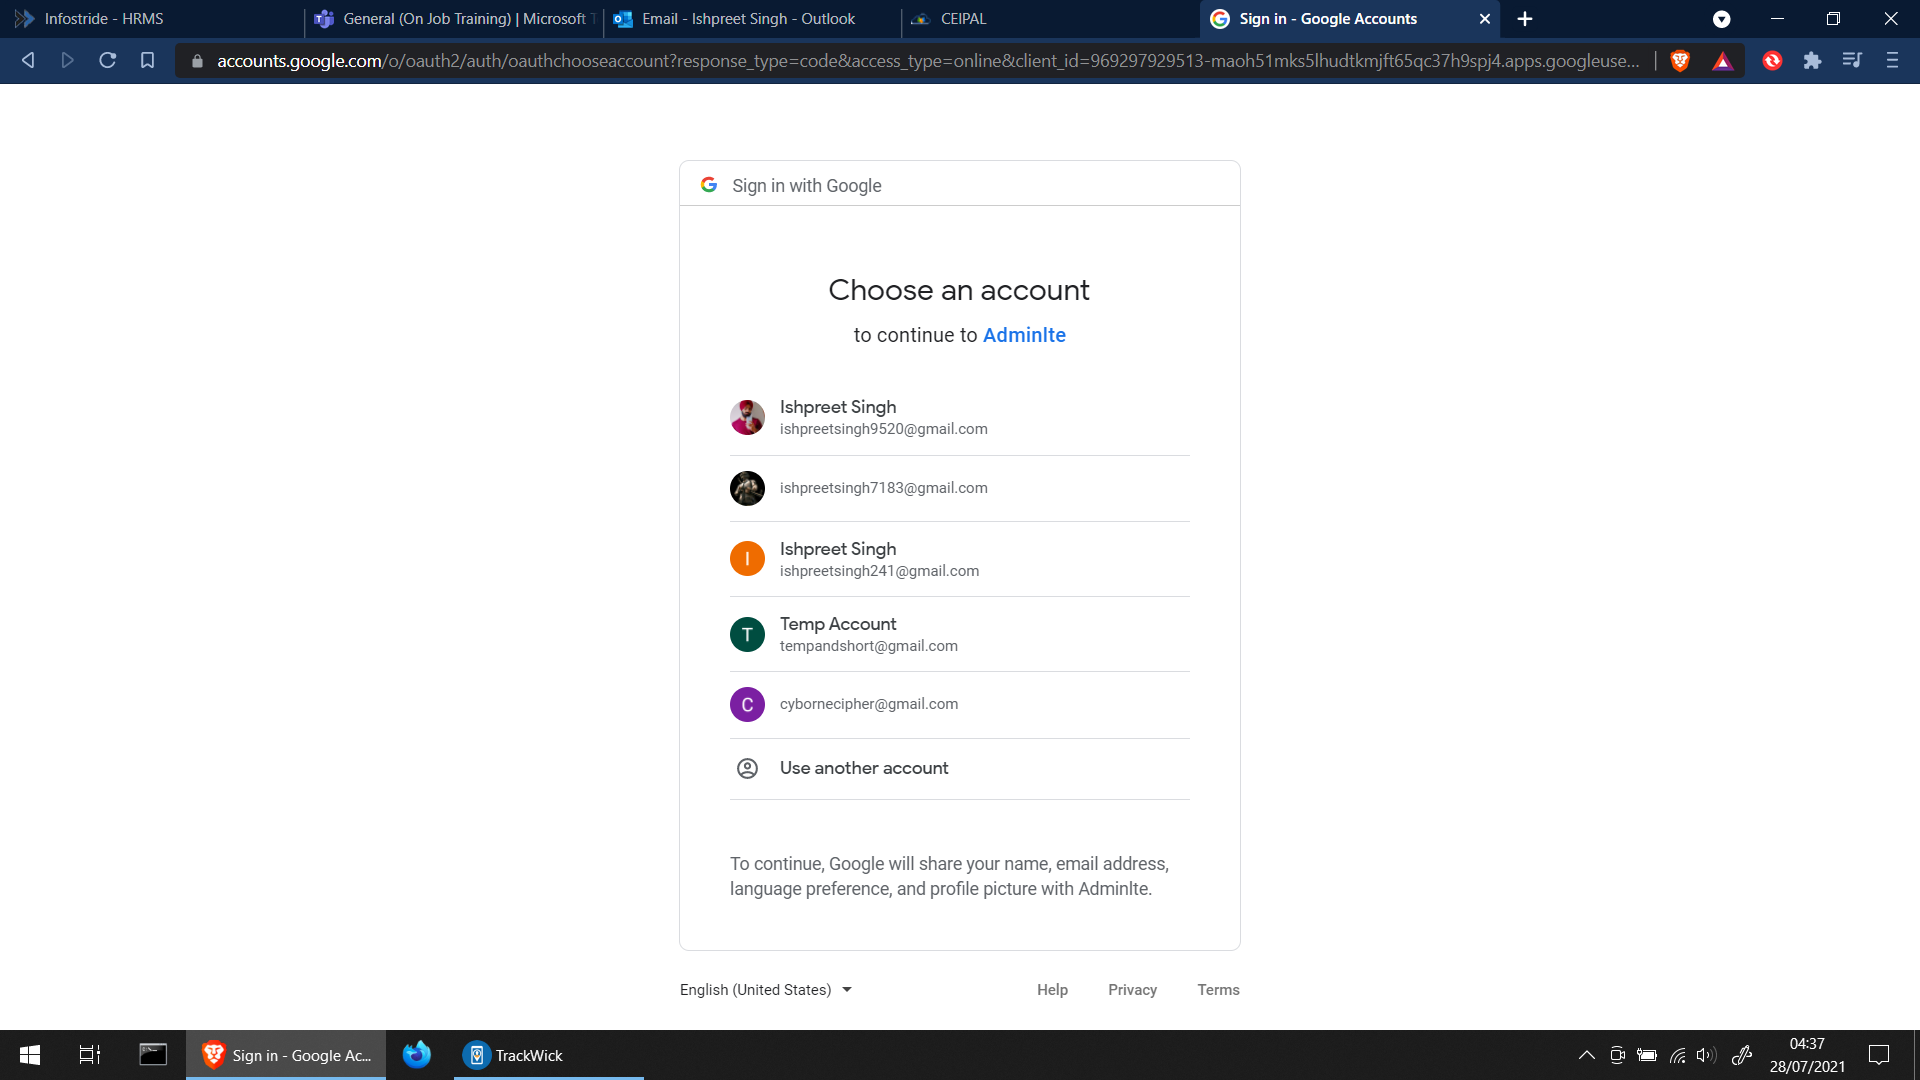 Infostride - HRMS
General (On Job Training) | Microsoft
Email - Ishpreet Singh - Outlook
CEIPAL
Sign in - Google Accounts
accounts.google.com/o/oauth2/auth/oauthchooseaccount?response_type=code&access_type=online&client_id=969297929513-maoh51mks5lhudtkmjft65qc37h9spj4.apps.googleuse...
Sign in with Google
Choose an account
to continue to Adminlte
Ishpreet Singh
ishpreetsingh9520@gmail.com
ishpreetsingh7183@gmail.com
I
Ishpreet Singh
ishpreetsingh241@gmail.com
T
Temp Account
tempandshort@gmail.com
C
cybornecipher@gmail.com
Use another account
To continue, Google will share your name, email address,
language preference, and profile picture with Adminlte.
English (United States)
Help
Privacy
Terms
Sign in - Google Ac...
TrackWick
04:37
28/07/2021